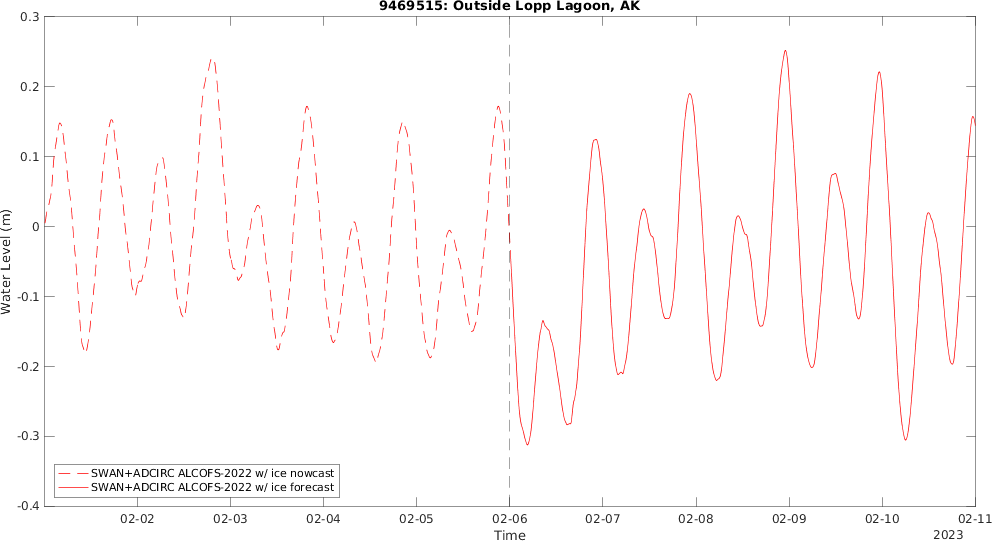 9469515: Outside Lopp Lagoon, AK
0.3
0.2
0.1
0
-0.1
-0.2
-0.3
-0.4
Water Level (m)
SWAN+ADCIRC ALCOFS-2022 w/ ice nowcast
SWAN+ADCIRC ALCOFS-2022 w/ ice forecast
02-02 02-03 02-04 02-05 02-06 02-07 02-08 02-09 02-10 02-11
Time
2023